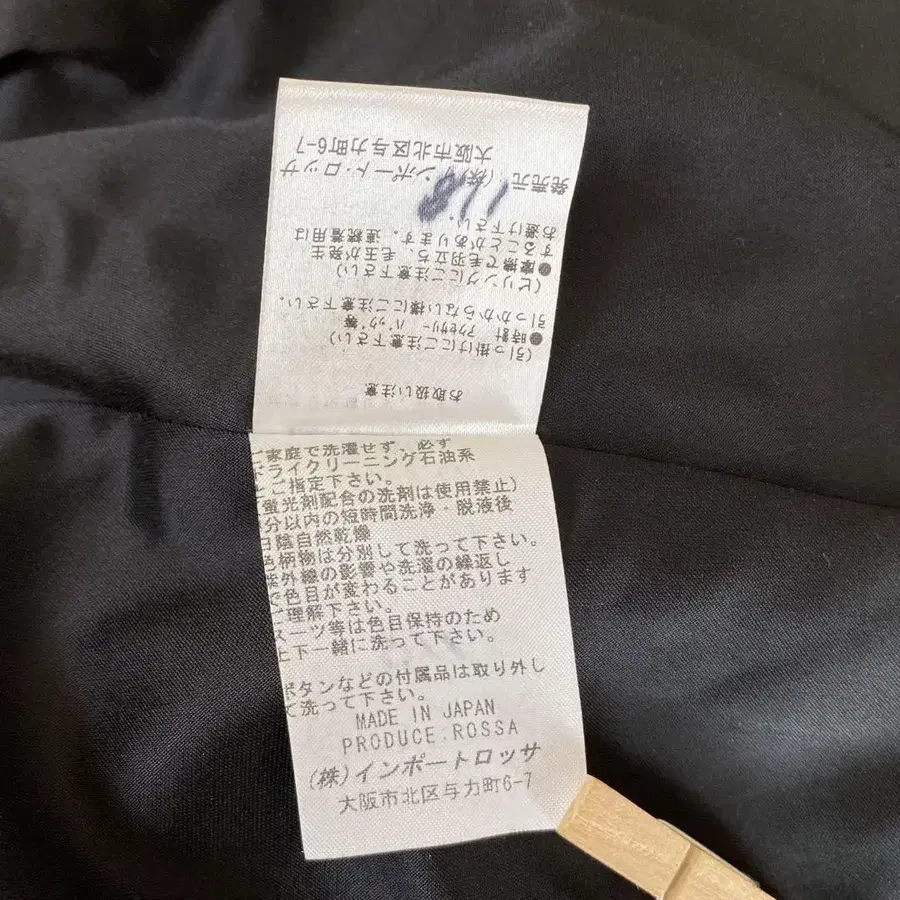 お取扱い注意
(引っ掛けにご注意下さい)
●時計 アクセサリー バッグ等
引っかからない様にご注意下さい。
(ピリングにご注意下さい)
●摩擦で毛羽立ち、毛玉が発生
することがあります。連続着用は
お避け下さい。
発売元 (株)インポート・ロッサ
大阪市北区与力町6-7
118
ご家庭で洗濯せず、必ず
ドライクリーニング石油系
とご指定下さい。
蛍光剤配合の洗剤は使用禁止)
分以内の短時間洗浄・脱液後
日陰自然乾燥
色柄物は分別して洗って下さい。
紫外線の影響や洗濯の繰返し
で色目が変わることがあります
ご理解下さい。
スーツ等は色目保持のため
上下一緒に洗って下さい。
ボタンなどの付属品は取り外し
て洗って下さい。
MADE IN JAPAN
PRODUCE.ROSSA
(株)インポートロッサ
大阪市北区与力町6-7